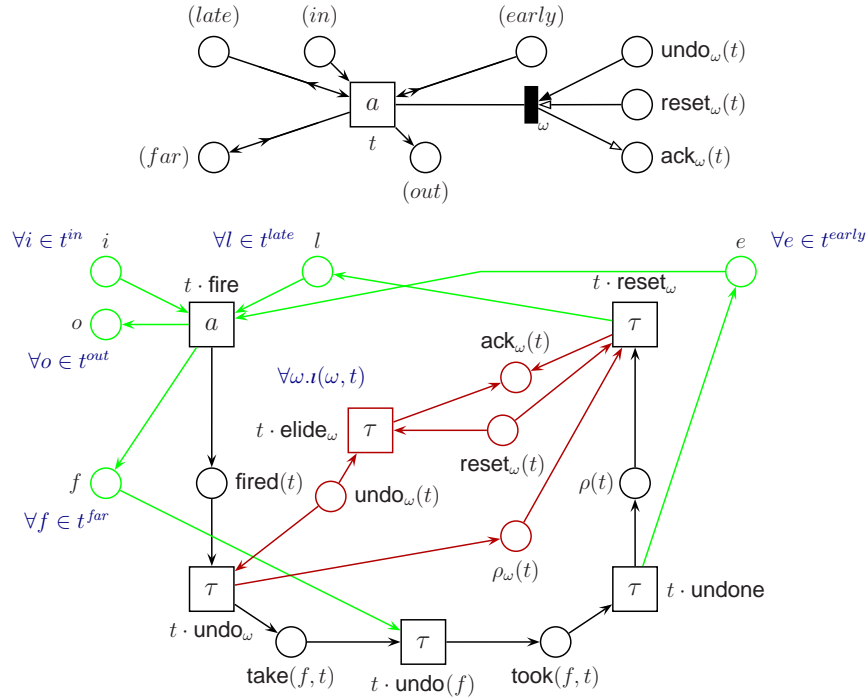 (late) (in) (early)
undo_ω(t)
a
reset_ω(t)
ω
(far) t ack_ω(t)
(out)
∀i ∈ t^in i ∀l ∈ t^late l e ∀e ∈ t^early
t · fire t · reset_ω
o a τ
ack_ω(t)
∀o ∈ t^out
∀ω.ι(ω, t)
t · elide_ω τ
reset_ω(t)
f fired(t) undo_ω(t) ρ(t)
∀f ∈ t^far
ρ_ω(t)
τ τ t · undone
t · undo_ω τ
take(f, t) t · undo(f) took(f, t)